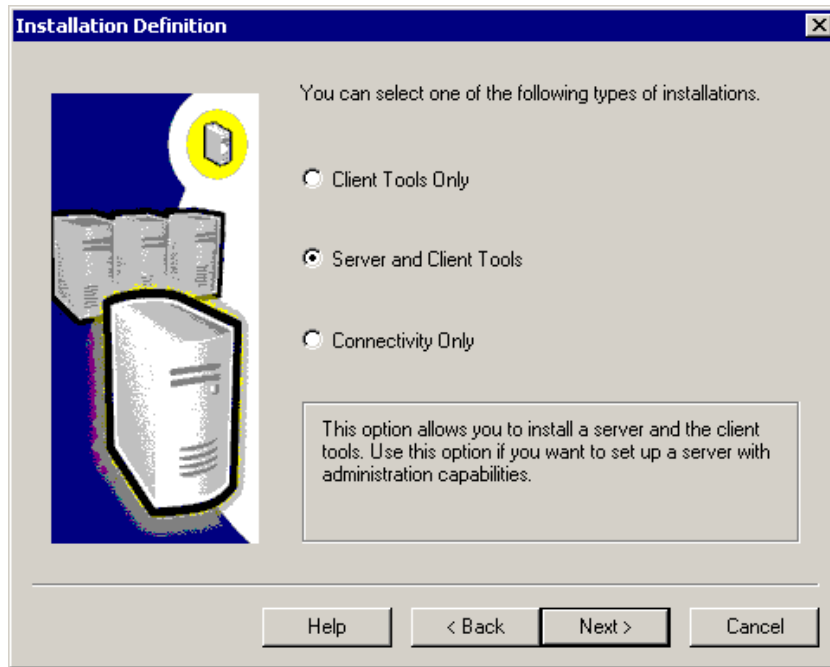 Installation Definition
You can select one of the following types of installations.
Client Tools Only
Server and Client Tools
Connectivity Only
This option allows you to install a server and the client
tools. Use this option if you want to set up a server with
administration capabilities.
Help
< Back
Next >
Cancel